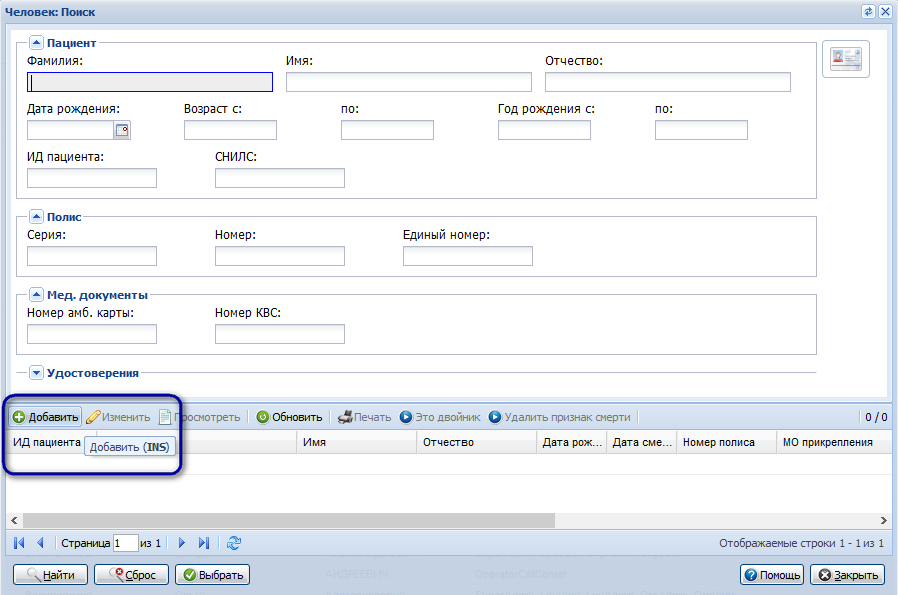 Человек: Поиск
Пациент
Фамилия: Имя: Отчество:
Дата рождения: Возраст с: по: Год рождения с: по:
ИД пациента: СНИЛС:
Полис
Серия: Номер: Единый номер:
Мед. документы
Номер амб. карты: Номер КВС:
Удостоверения
Добавить Изменить Просмотреть Обновить Печать Это двойник Удалить признак смерти 0 / 0
ИД пациента Имя Отчество Дата рож... Дата сме... Номер полиса МО прикрепления
Добавить (INS)
Страница 1 из 1 Отображаемые строки 1 - 1 из 1
АНДРЕЕВИЧ OperatorCallCenter
Найти Сброс Выбрать Помощь Закрыть